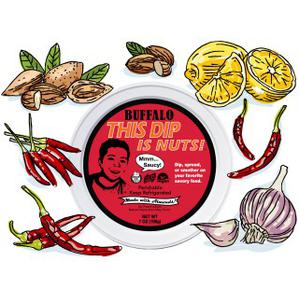 BUFFALO
THIS DIP
IS NUTS!
Mmm...
Saucy!
Dip, spread,
or smother on
your favorite
savory food.
Perishable
Keep Refrigerated
Made with Almonds!
NET WT
7 OZ (198g)